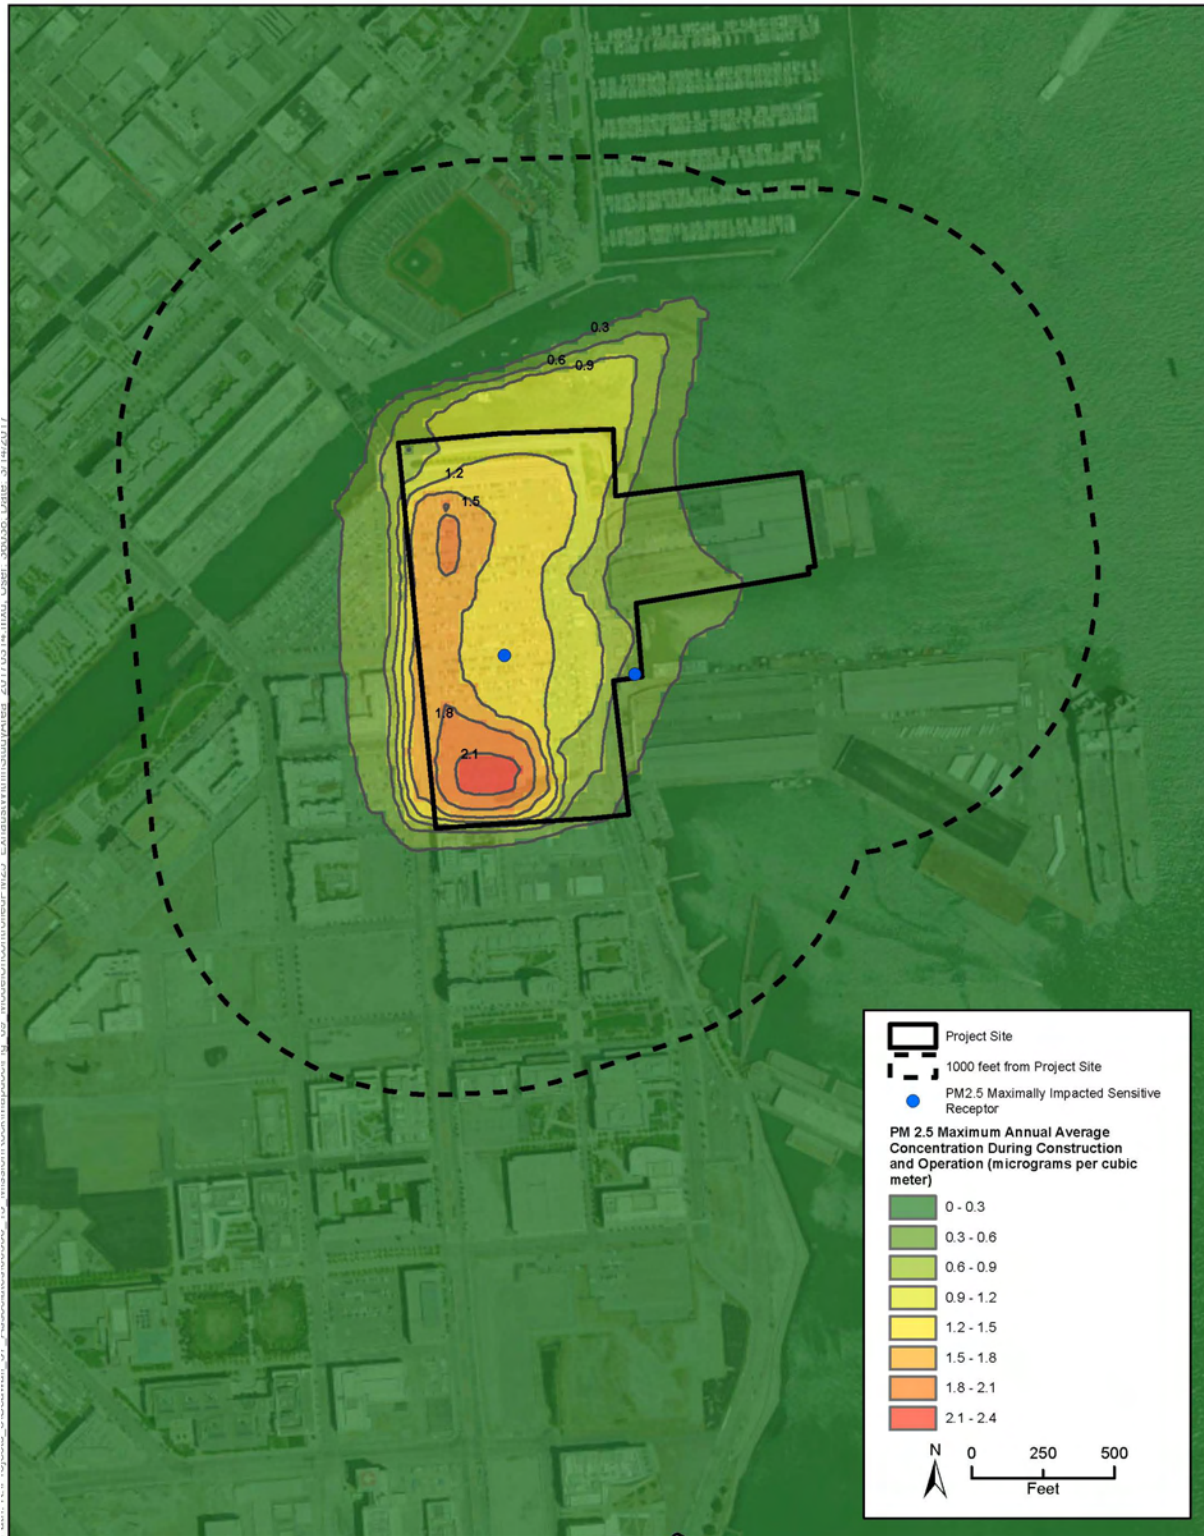 0.3
0.6
0.9
1.2
1.5
1.8
2.1
Project Site
1000 feet from Project Site
PM2.5 Maximally Impacted Sensitive
Receptor
PM 2.5 Maximum Annual Average
Concentration During Construction
and Operation (micrograms per cubic
meter)
0 - 0.3
0.3 - 0.6
0.6 - 0.9
0.9 - 1.2
1.2 - 1.5
1.5 - 1.8
1.8 - 2.1
2.1 - 2.4
N
0 250 500
Feet